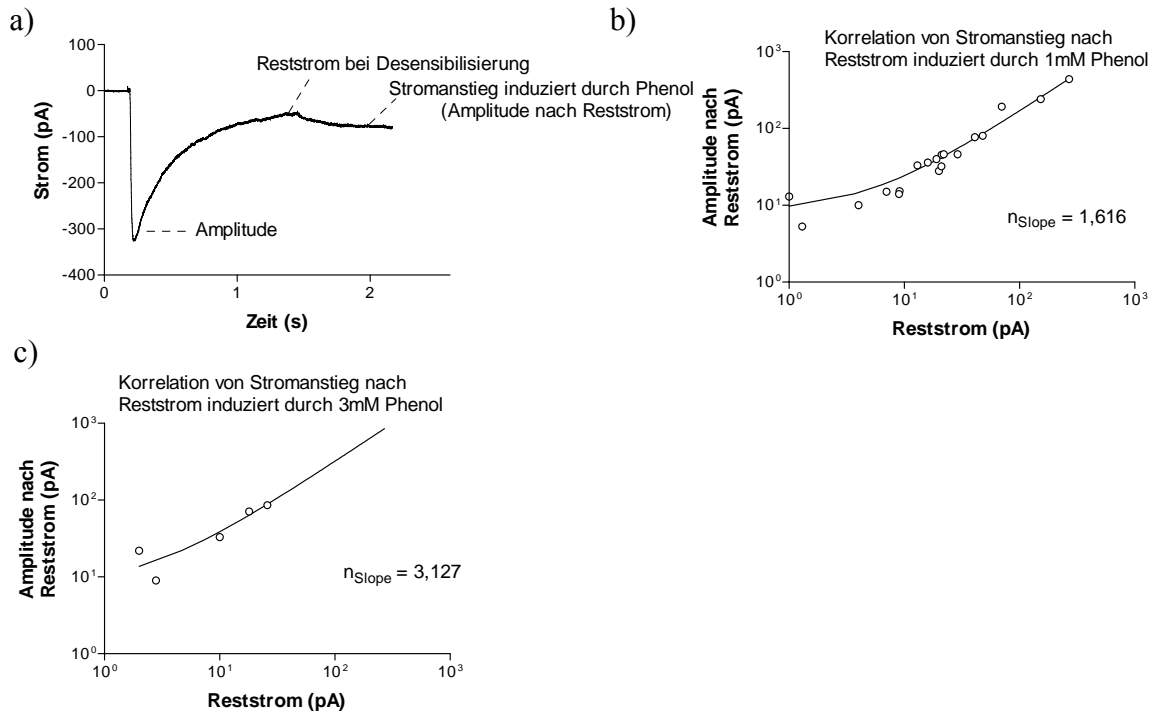 a)
100
0
-100
-200
-300
-400
Strom (pA)
0
1
2
Zeit (s)
Reststrom bei Desensibilisierung
Stromanstieg induziert durch Phenol
(Amplitude nach Reststrom)
Amplitude
b)
Korrelation von Stromanstieg nach
Reststrom induziert durch 1mM Phenol
10³
10²
10¹
10⁰
Amplitude nach
Reststrom (pA)
n_Slope = 1,616
10⁰
10¹
10²
10³
Reststrom (pA)
c)
Korrelation von Stromanstieg nach
Reststrom induziert durch 3mM Phenol
10³
10²
10¹
10⁰
Amplitude nach
Reststrom (pA)
n_Slope = 3,127
10⁰
10¹
10²
10³
Reststrom (pA)